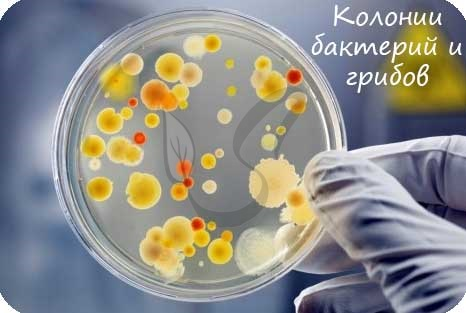 Колонии
бактерий и
грибов